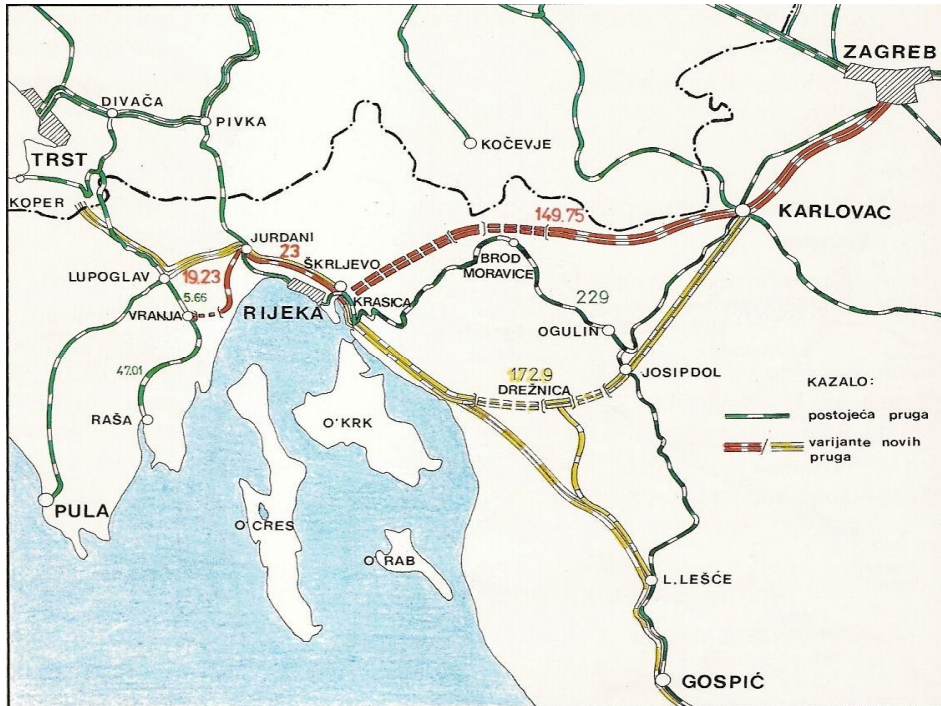 ZAGREB
DIVAČA
PIVKA
KOČEVJE
TRST
KOPER
KARLOVAC
149.75
JURDANI
23
ŠKRLJEVO
BROD
MORAVICE
LUPOGLAV
19,23
5.66
KRASICA
229
VRANJA
RIJEKA
OGULIN
47.01
172.9
JOSIPDOL
DREŽNICA
KAZALO:
RAŠA
O' KRK
postojeća pruga
varijante novih
pruga
PULA
O' CRES
O' RAB
L. LEŠĆE
GOSPIĆ